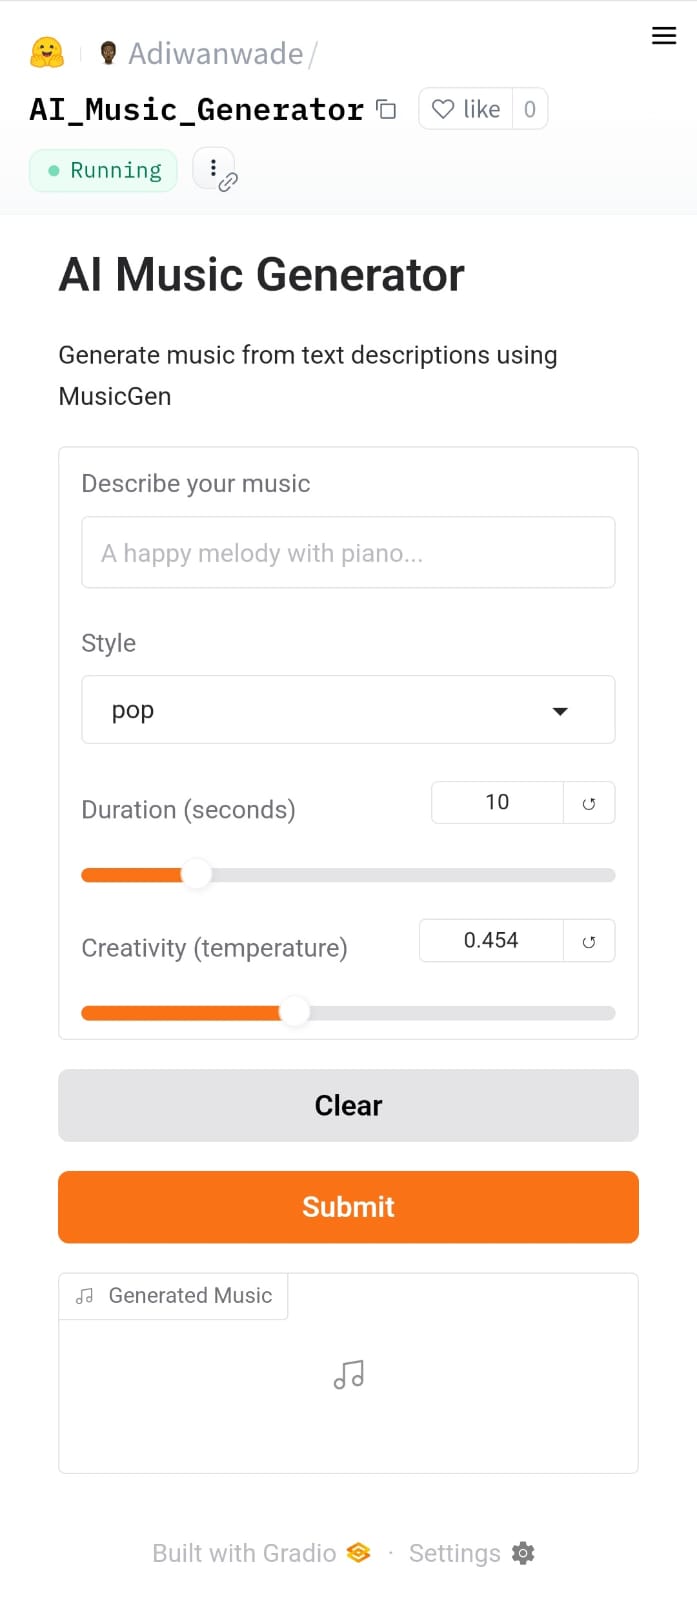 Adiwanwade/
AI_Music_Generator like 0
Running
AI Music Generator
Generate music from text descriptions using
MusicGen
Describe your music
A happy melody with piano...
Style
pop
Duration (seconds) 10
Creativity (temperature) 0.454
Clear
Submit
Generated Music
Built with Gradio · Settings